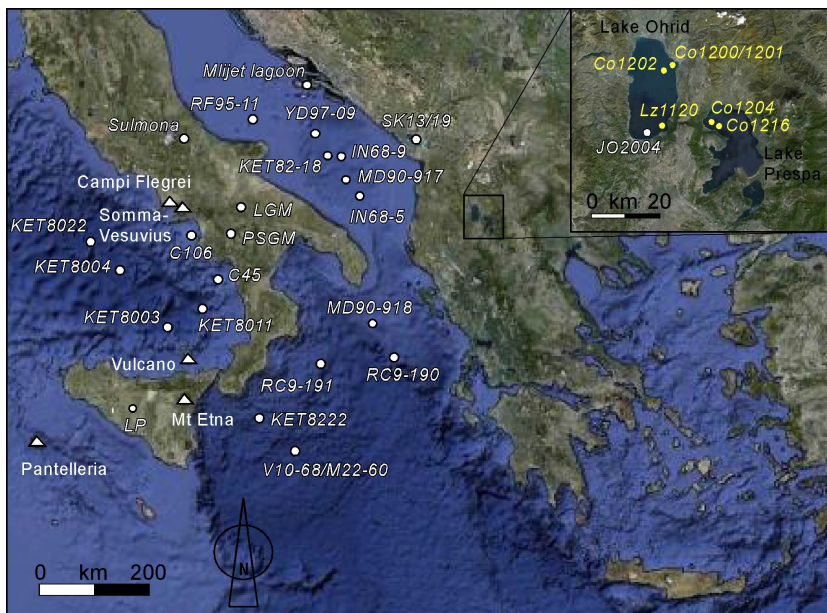 Lake Ohrid
Co1200/1201
Co1202
Lz1120
Co1204
Co1216
JO2004
Lake
Prespa
0 km 20
Mlijet lagoon
RF95-11
YD97-09
SK13/19
Sulmona
IN68-9
KET82-18
MD90-917
IN68-5
Campi Flegrei
LGM
Somma-
Vesuvius
KET8022
C106
PSGM
KET8004
C45
MD90-918
KET8003
KET8011
Vulcano
RC9-191
RC9-190
LP
Mt Etna
KET8222
Pantelleria
V10-68/M22-60
N
0 km 200